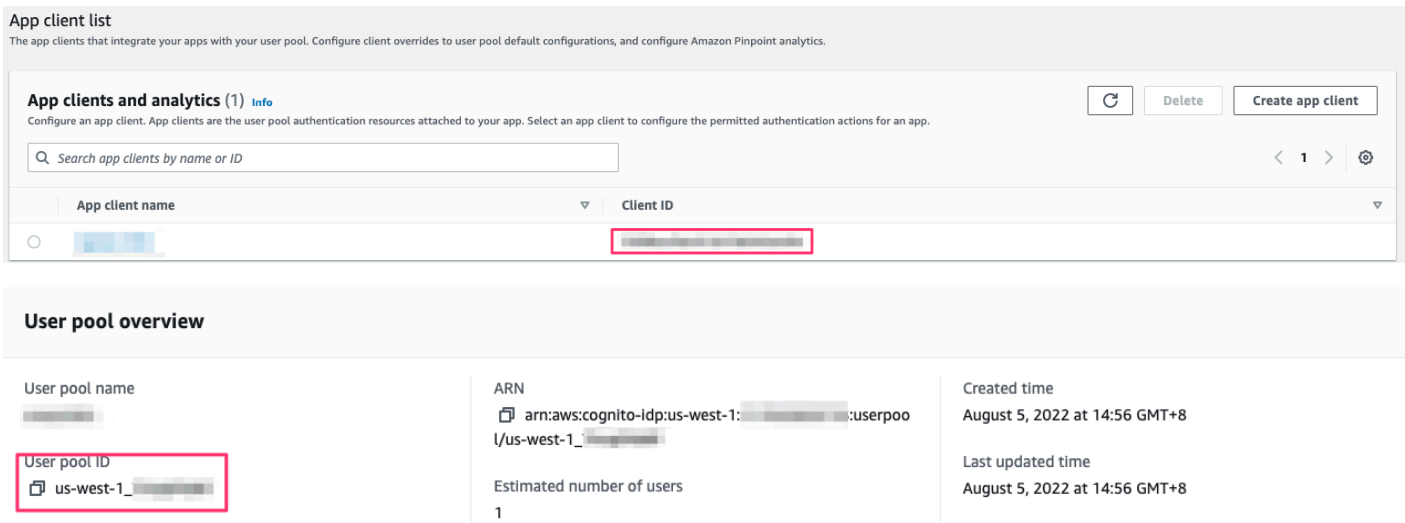 App client list
The app clients that integrate your apps with your user pool. Configure client overrides to user pool default configurations, and configure Amazon Pinpoint analytics.
App clients and analytics (1) Info
Delete
Create app client
Configure an app client. App clients are the user pool authentication resources attached to your app. Select an app client to configure the permitted authentication actions for an app.
Search app clients by name or ID
1
App client name
Client ID
User pool overview
User pool name
User pool ID
us-west-1_
ARN
arn:aws:cognito-idp:us-west-1: :userpoo
l/us-west-1_
Estimated number of users
1
Created time
August 5, 2022 at 14:56 GMT+8
Last updated time
August 5, 2022 at 14:56 GMT+8